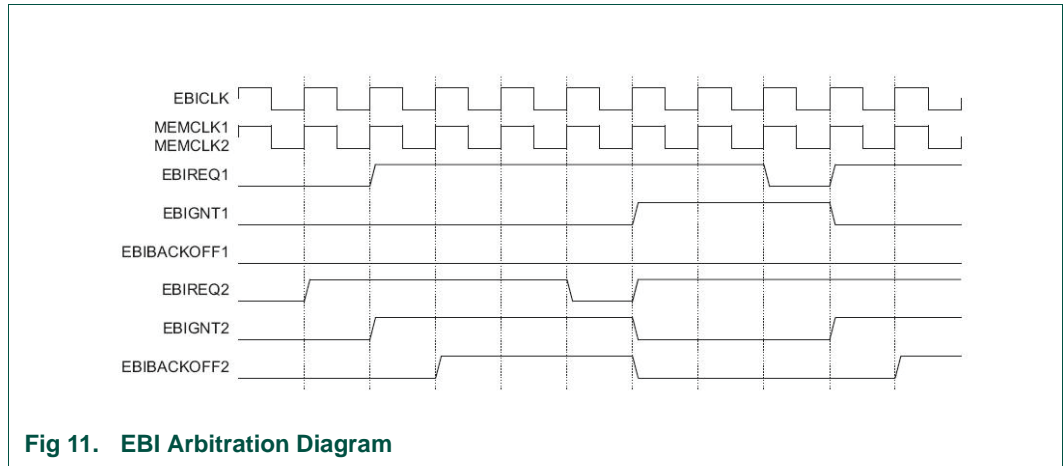 EBICLK
MEMCLK1
MEMCLK2
EBIREQ1
EBIGNT1
EBIBACKOFF1
EBIREQ2
EBIGNT2
EBIBACKOFF2
Fig 11. EBI Arbitration Diagram